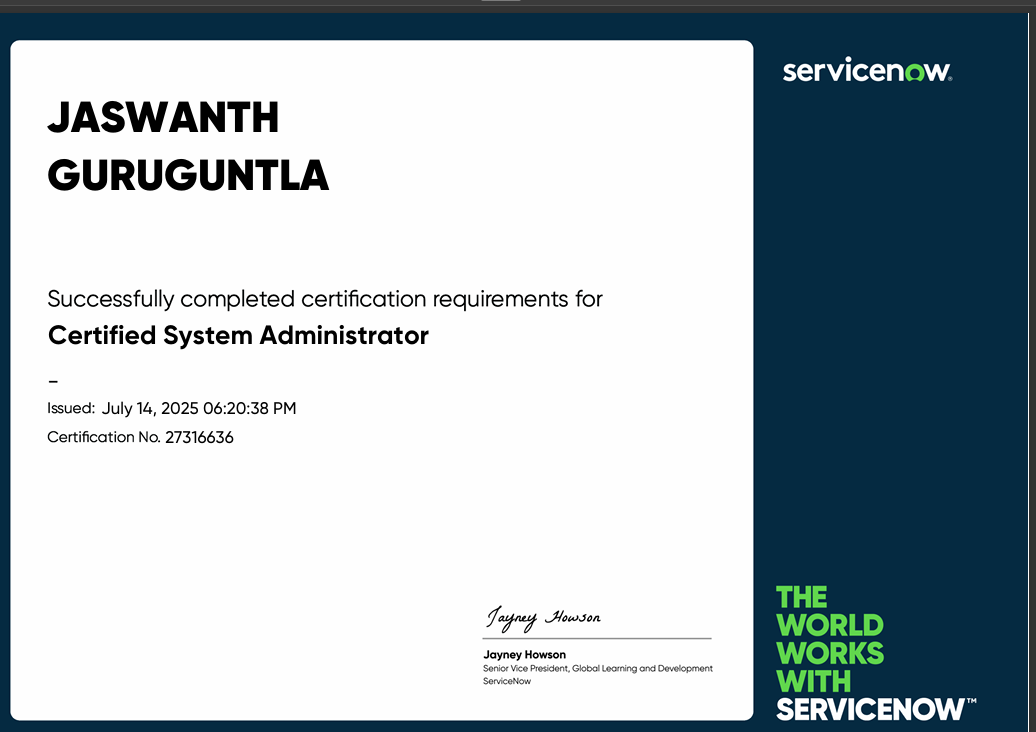 servicenow®
JASWANTH
GURUGUNTLA
Successfully completed certification requirements for
Certified System Administrator
–
Issued: July 14, 2025 06:20:38 PM
Certification No. 27316636
Jayney Howson
Jayney Howson
Senior Vice President, Global Learning and Development
ServiceNow
THE
WORLD
WORKS
WITH
SERVICENOW™